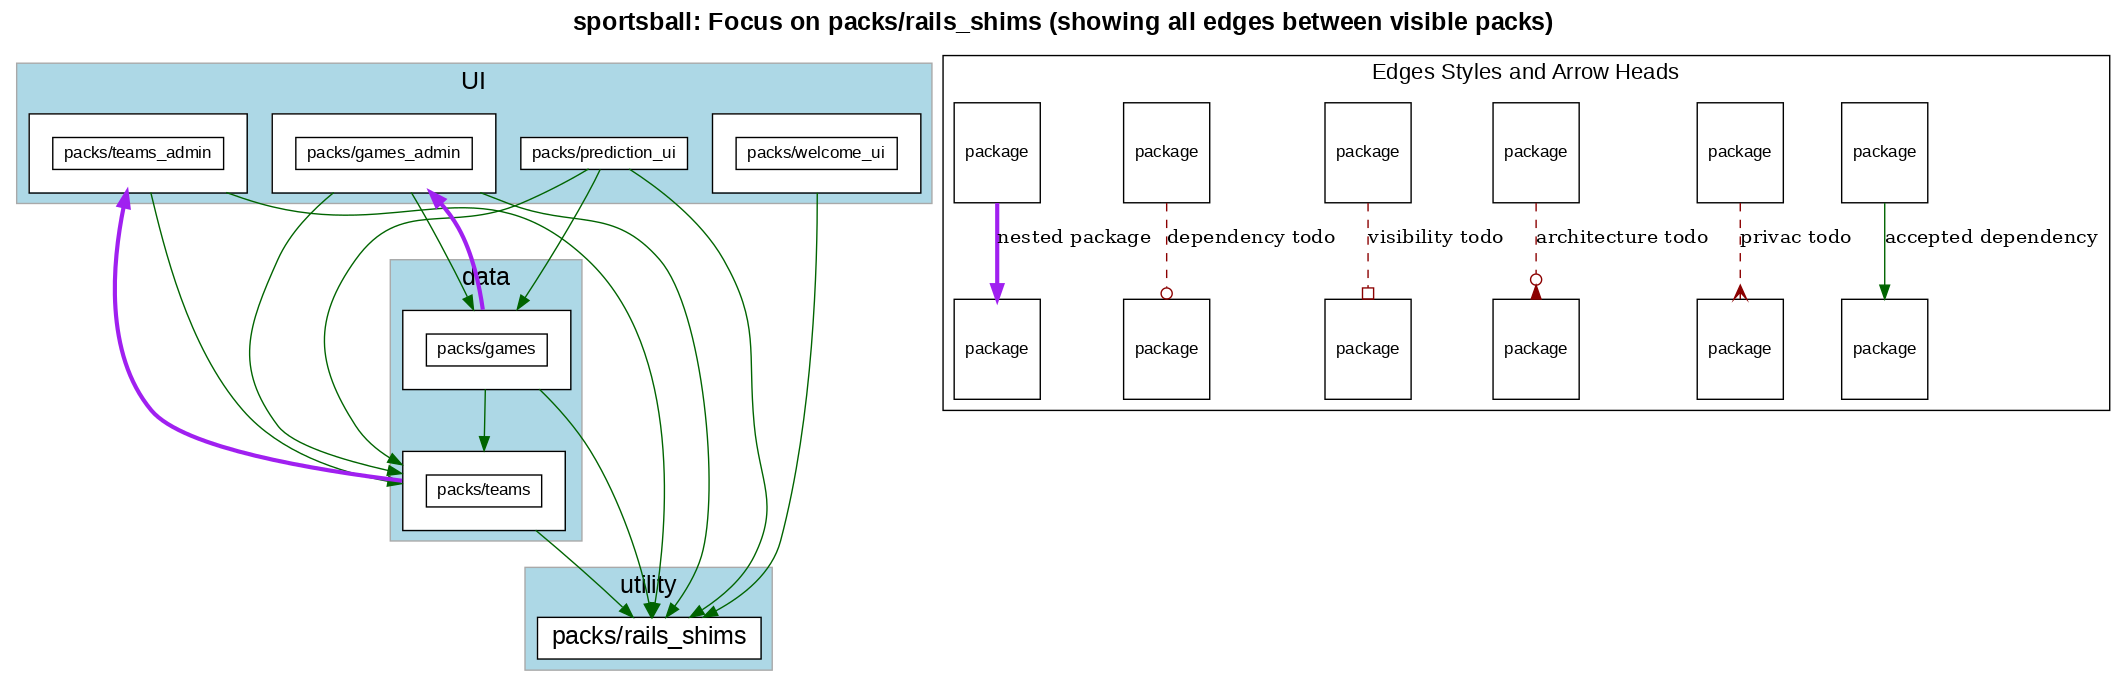 sportsball: Focus on packs/rails_shims (showing all edges between visible packs)
UI
packs/teams_admin
packs/games_admin
packs/prediction_ui
packs/welcome_ui
data
packs/games
packs/teams
utility
packs/rails_shims
Edges Styles and Arrow Heads
package
package
package
package
package
package
nested package
dependency todo
visibility todo
architecture todo
privac todo
accepted dependency
package
package
package
package
package
package